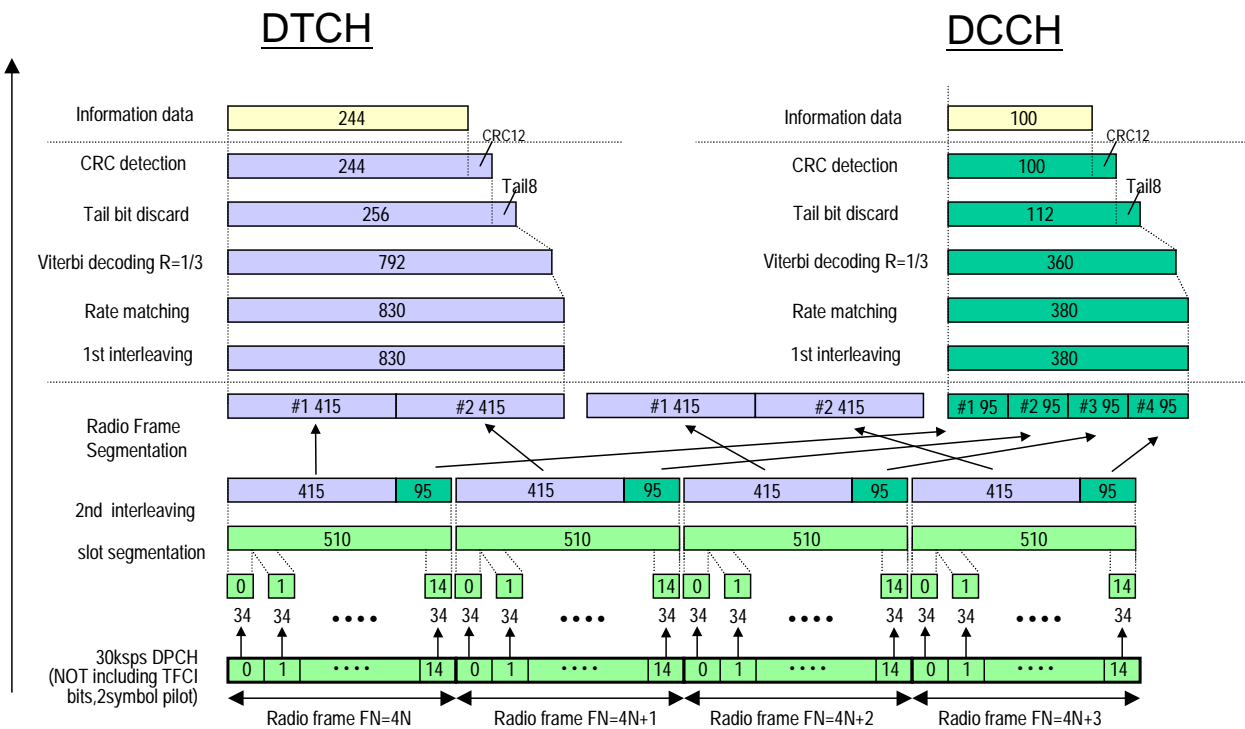 DTCH
DCCH
Information data
244
Information data
100
CRC12
CRC12
CRC detection
244
CRC detection
100
Tail8
Tail8
Tail bit discard
256
Tail bit discard
112
Viterbi decoding R=1/3
792
Viterbi decoding R=1/3
360
Rate matching
830
Rate matching
380
1st interleaving
830
1st interleaving
380
#1 415
#2 415
#1 415
#2 415
#1 95
#2 95
#3 95
#4 95
Radio Frame
Segmentation
415
95
415
95
415
95
415
95
2nd interleaving
510
510
510
510
slot segmentation
0
1
14
0
1
14
0
1
14
0
1
14
34
34
• • • •
34
34
34
• • • •
34
34
34
• • • •
34
34
34
• • • •
34
30ksps DPCH
(NOT including TFCI
bits,2symbol pilot)
0
1
• • • •
14
0
1
• • • •
14
0
1
• • • •
14
0
1
• • • •
14
Radio frame FN=4N
Radio frame FN=4N+1
Radio frame FN=4N+2
Radio frame FN=4N+3